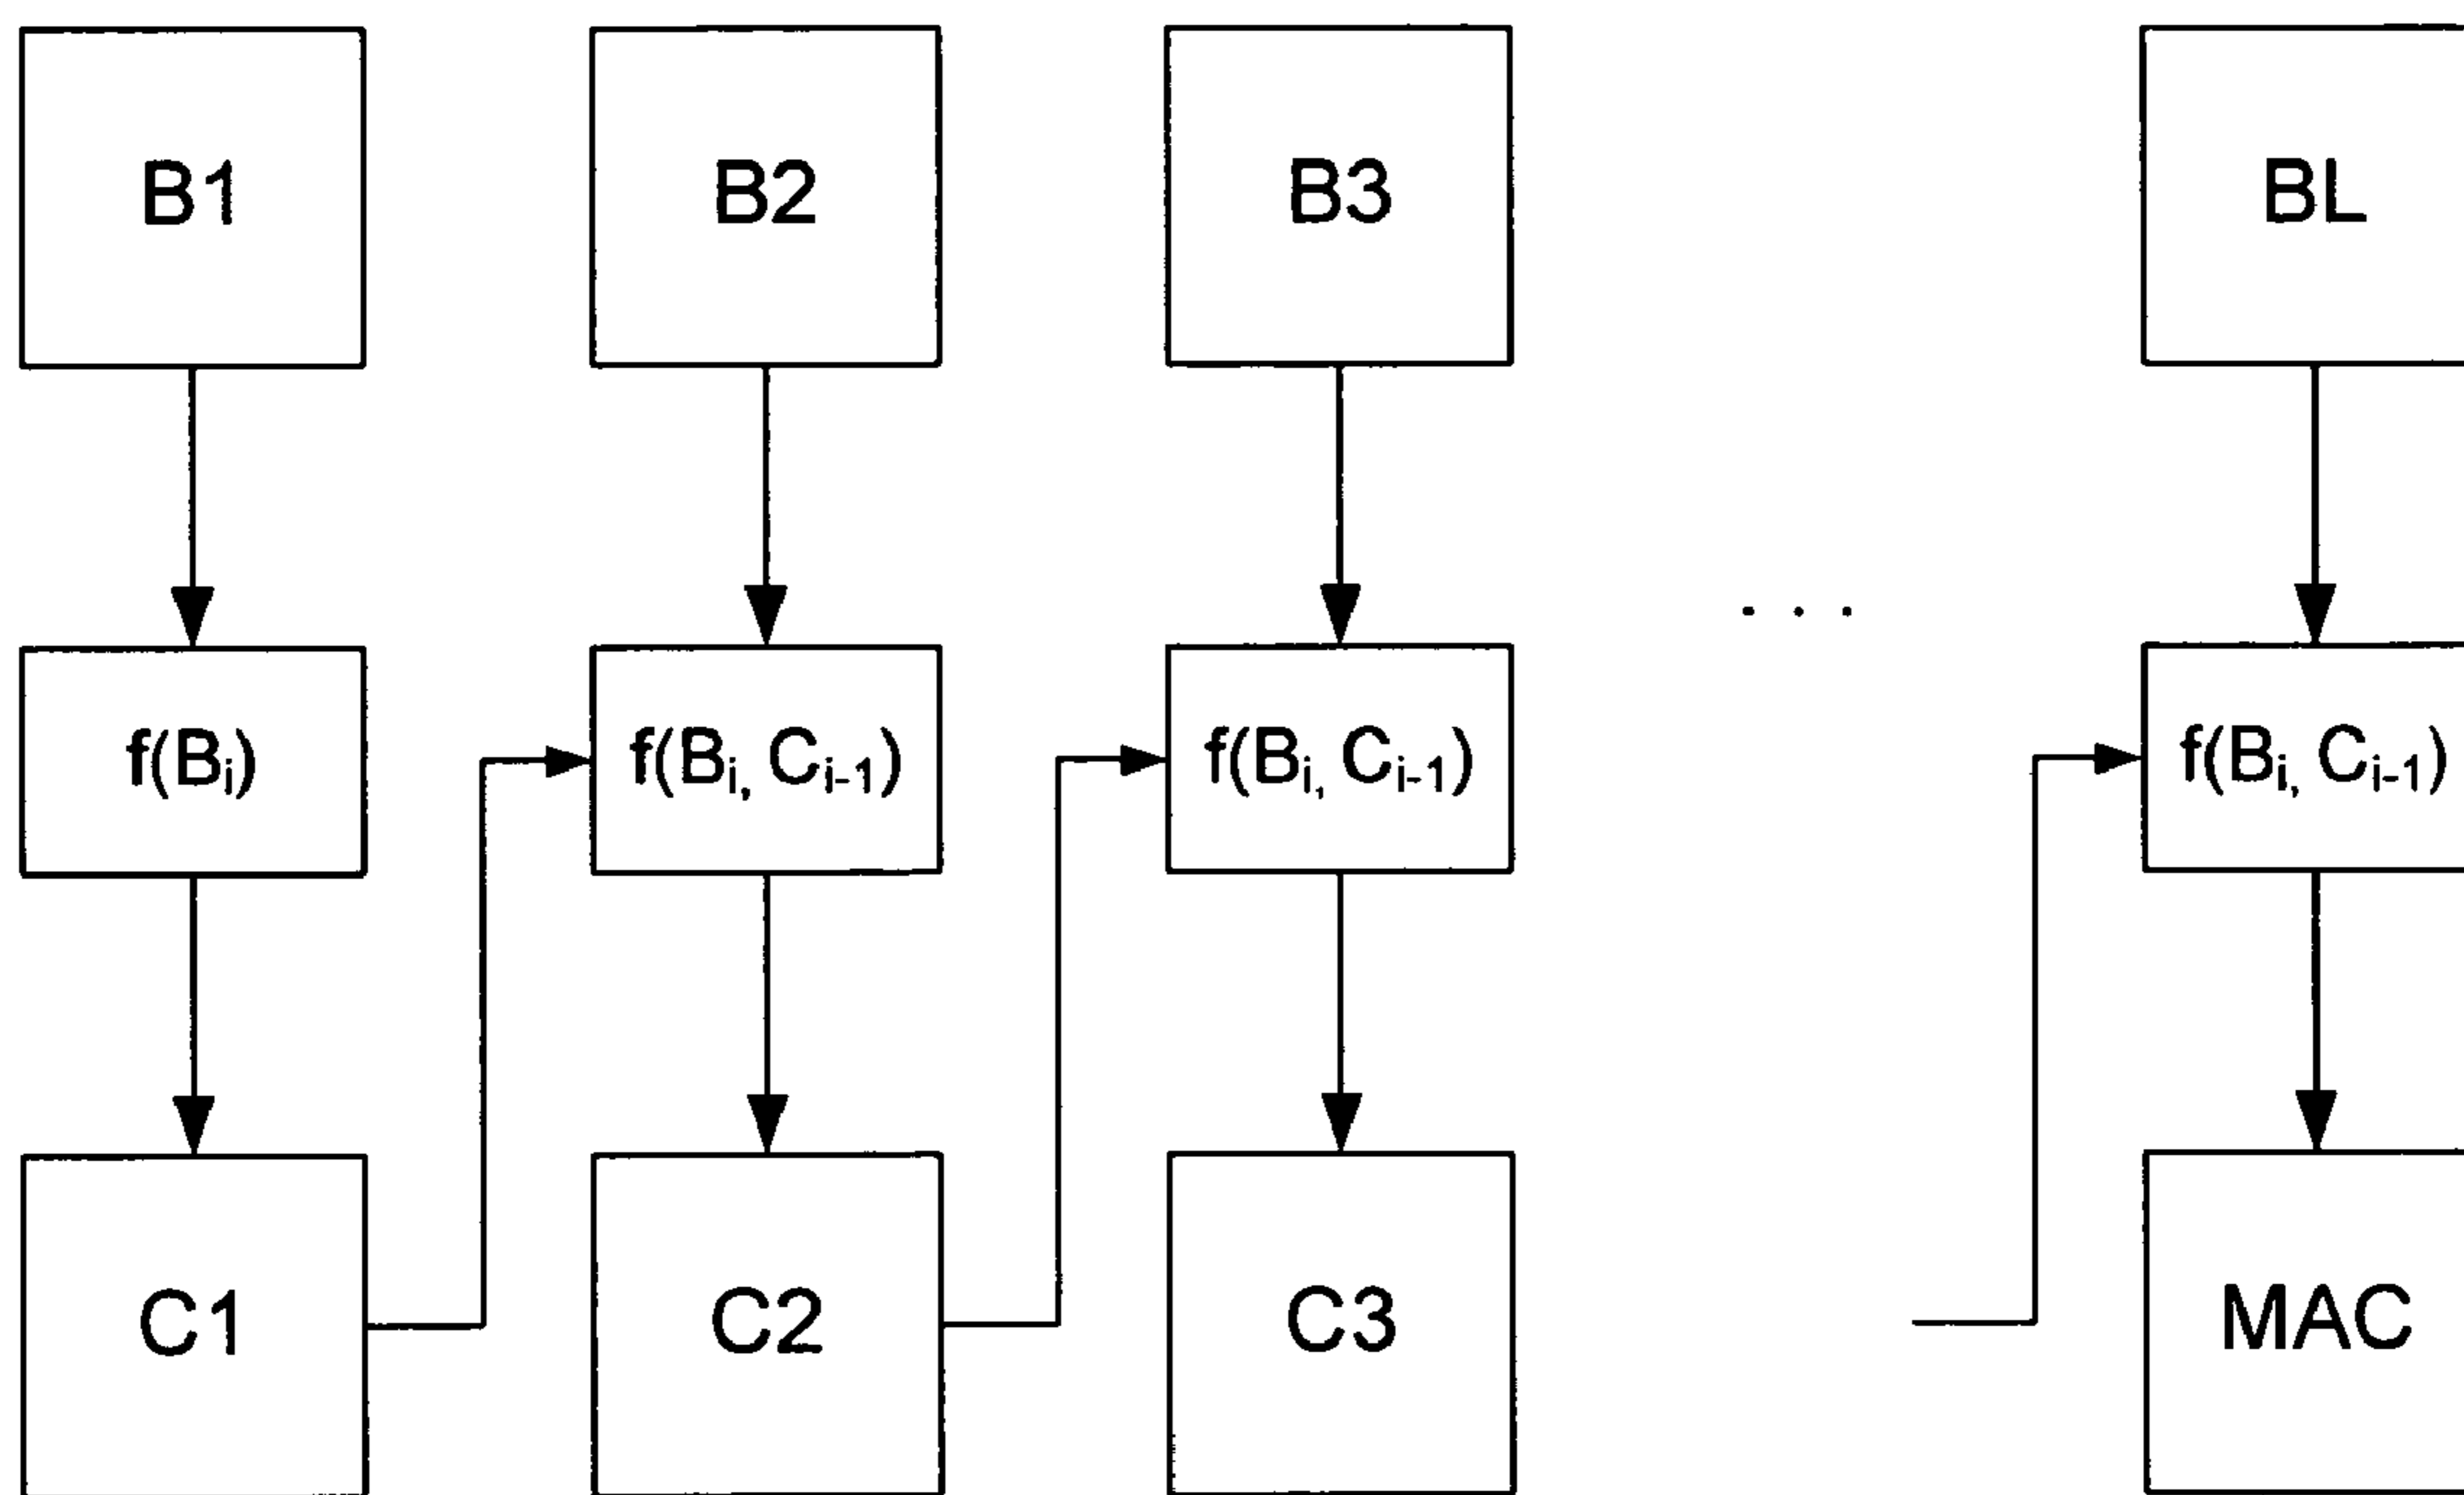 B1 B2 B3 BL
. . .
f(Bᵢ) f(Bᵢ, Cᵢ₋₁) f(Bᵢ, Cᵢ₋₁) f(Bᵢ, Cᵢ₋₁)
C1 C2 C3 MAC